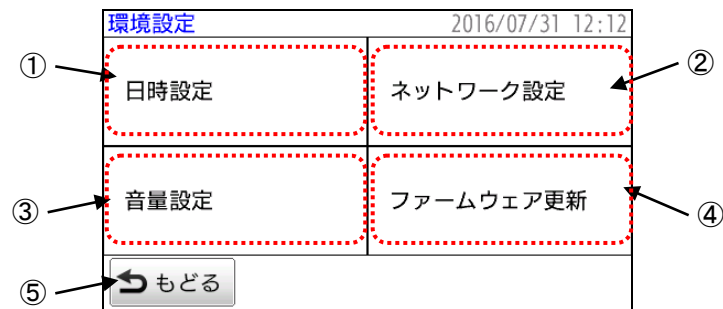 環境設定 2016/07/31 12:12
① ②
日時設定 ネットワーク設定
③ ④
音量設定 ファームウェア更新
⑤ もどる